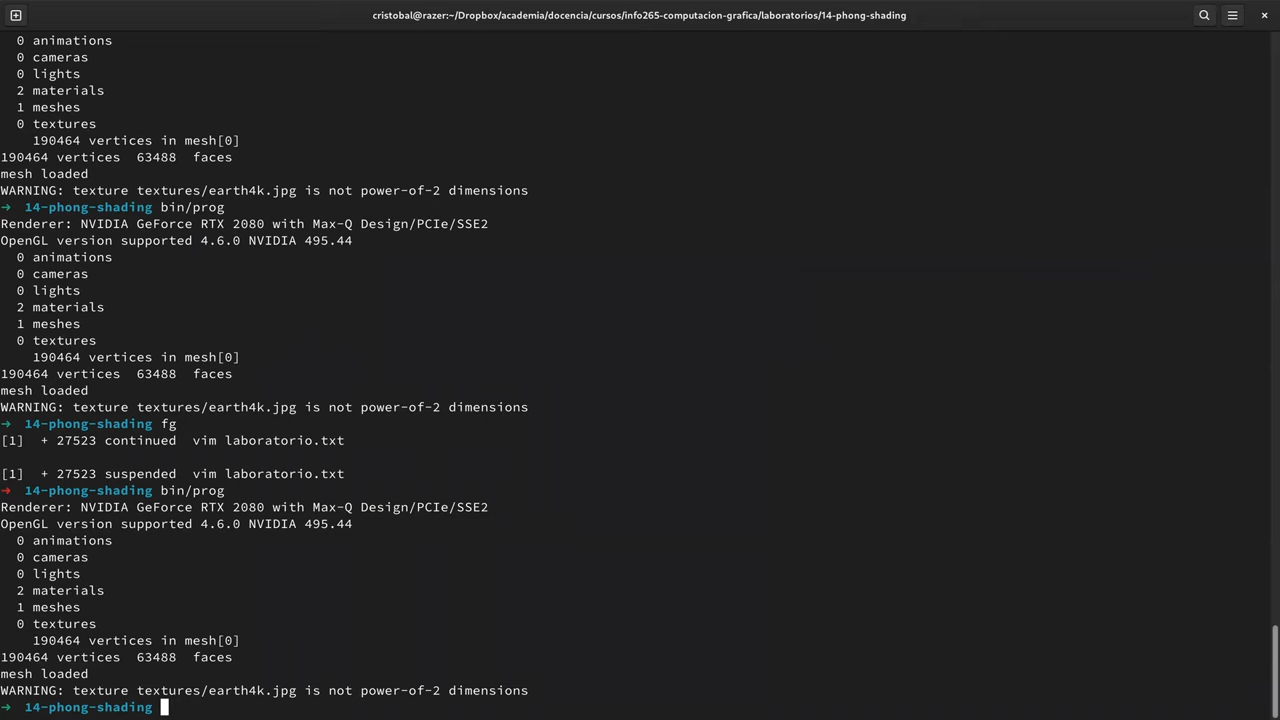 cristobal@razer:~/Dropbox/academia/docencia/cursos/info265-computacion-grafica/laboratorios/14-phong-shading
0 animations
0 cameras
0 lights
2 materials
1 meshes
0 textures
190464 vertices in mesh[0]
190464 vertices  63488  faces
mesh loaded
WARNING: texture textures/earth4k.jpg is not power-of-2 dimensions
→  14-phong-shading bin/prog
Renderer: NVIDIA GeForce RTX 2080 with Max-Q Design/PCIe/SSE2
OpenGL version supported 4.6.0 NVIDIA 495.44
0 animations
0 cameras
0 lights
2 materials
1 meshes
0 textures
190464 vertices in mesh[0]
190464 vertices  63488  faces
mesh loaded
WARNING: texture textures/earth4k.jpg is not power-of-2 dimensions
→  14-phong-shading fg
[1]  + 27523 continued  vim laboratorio.txt
[1]  + 27523 suspended  vim laboratorio.txt
→  14-phong-shading bin/prog
Renderer: NVIDIA GeForce RTX 2080 with Max-Q Design/PCIe/SSE2
OpenGL version supported 4.6.0 NVIDIA 495.44
0 animations
0 cameras
0 lights
2 materials
1 meshes
0 textures
190464 vertices in mesh[0]
190464 vertices  63488  faces
mesh loaded
WARNING: texture textures/earth4k.jpg is not power-of-2 dimensions
→  14-phong-shading